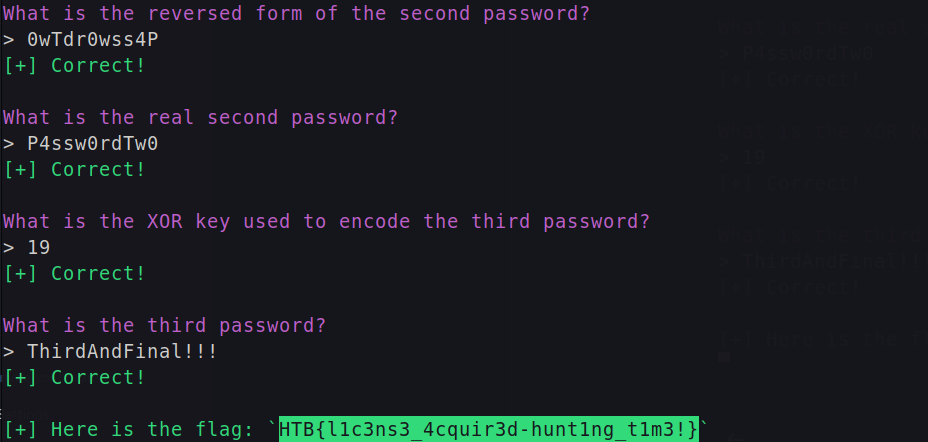 What is the reversed form of the second password?
> 0wTdr0wss4P
[+] Correct!
What is the real second password?
> P4ssw0rdTw0
[+] Correct!
What is the XOR key used to encode the third password?
> 19
[+] Correct!
What is the third password?
> ThirdAndFinal!!!
[+] Correct!
[+] Here is the flag: `HTB{l1c3ns3_4cquir3d-hunt1ng_t1m3!}`